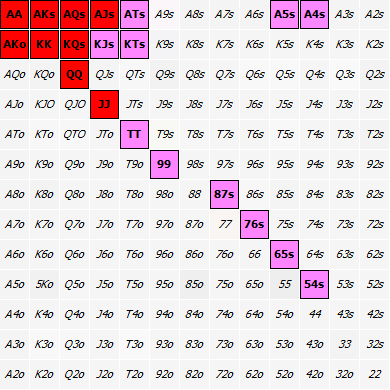 AA AKs AQs AJs ATs A9s A8s A7s A6s A5s A4s A3s A2s
AKo KK KQs KJs KTs K9s K8s K7s K6s K5s K4s K3s K2s
AQo KQo QQ QJs QTs Q9s Q8s Q7s Q6s Q5s Q4s Q3s Q2s
AJo KJO QJO JJ JTs J9s J8s J7s J6s J5s J4s J3s J2s
ATo KTo QTO JTo TT T9s T8s T7s T6s T5s T4s T3s T2s
A9o K9o Q9o J9o T9o 99 98s 97s 96s 95s 94s 93s 92s
A8o K8o Q8o J8o T8o 98o 88 87s 86s 85s 84s 83s 82s
A7o K7o Q7o J7o T7o 97o 87o 77 76s 75s 74s 73s 72s
A6o K6o Q6o J6o T6o 96o 86o 76o 66 65s 64s 63s 62s
A5o 5Ko Q5o J5o T5o 95o 85o 75o 65o 55 54s 53s 52s
A4o K4o Q4o J4o T4o 94o 84o 74o 64o 54o 44 43s 42s
A3o K3o Q3o J3o T3o 93o 83o 73o 63o 53o 43o 33 32s
A2o K2o Q2o J2o T2o 92o 82o 72o 62o 52o 42o 32o 22